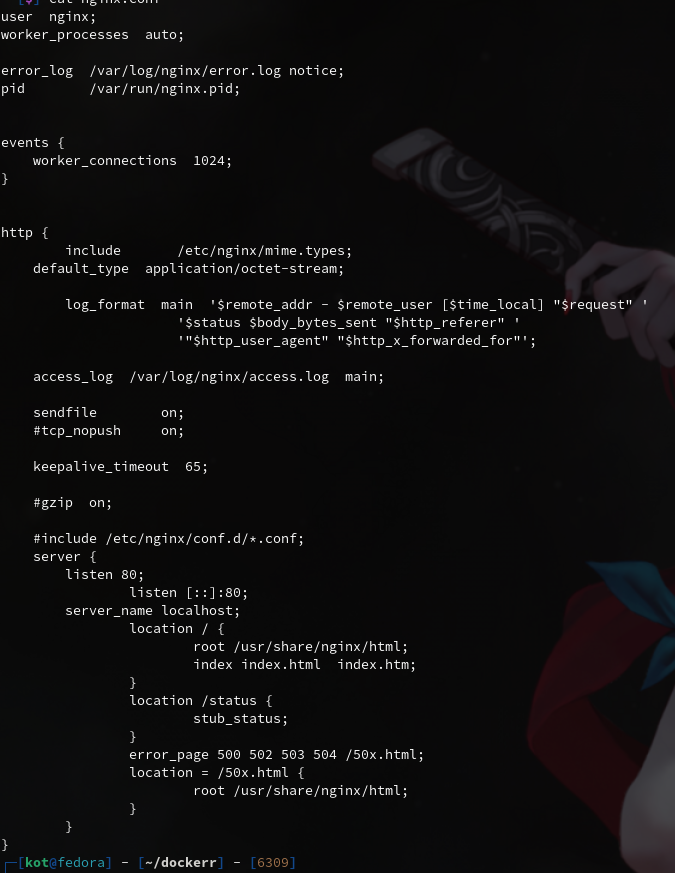 [$] cat nginx.conf
user  nginx;
worker_processes  auto;

error_log  /var/log/nginx/error.log notice;
pid        /var/run/nginx.pid;


events {
    worker_connections  1024;
}


http {
        include       /etc/nginx/mime.types;
    default_type  application/octet-stream;

        log_format  main  '$remote_addr - $remote_user [$time_local] "$request" '
                      '$status $body_bytes_sent "$http_referer" '
                      '"$http_user_agent" "$http_x_forwarded_for"';

    access_log  /var/log/nginx/access.log  main;

    sendfile        on;
    #tcp_nopush     on;

    keepalive_timeout  65;

    #gzip  on;

    #include /etc/nginx/conf.d/*.conf;
    server {
        listen 80;
                listen [::]:80;
        server_name localhost;
                location / {
                        root /usr/share/nginx/html;
                        index index.html  index.htm;
                }
                location /status {
                        stub_status;
                }
                error_page 500 502 503 504 /50x.html;
                location = /50x.html {
                        root /usr/share/nginx/html;
                }
        }
}
┌─[kot@fedora] - [~/dockerr] - [6309]